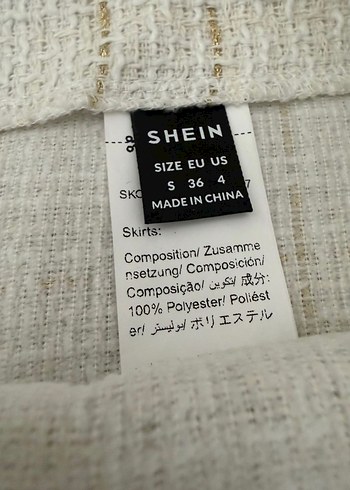 SHEIN
SIZE EU US
S 36 4
MADE IN CHINA
Skirts:
Composition/ Zusamme
nsetzung/ Composición/
Composição/ تكوين/ 成分:
100% Polyester/ Poliést
er/ بوليستر/ ポリエステル